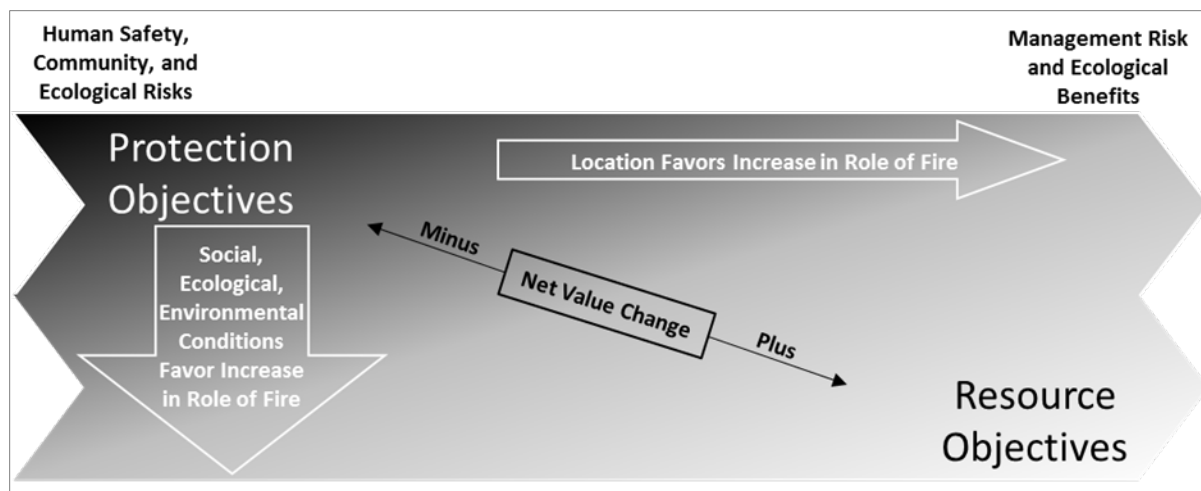 Human Safety,
Community, and
Ecological Risks
Management Risk
and Ecological
Benefits
Protection
Objectives
Location Favors Increase in Role of Fire
Social,
Ecological,
Environmental
Conditions
Favor Increase
in Role of Fire
Minus
Net Value Change
Plus
Resource
Objectives